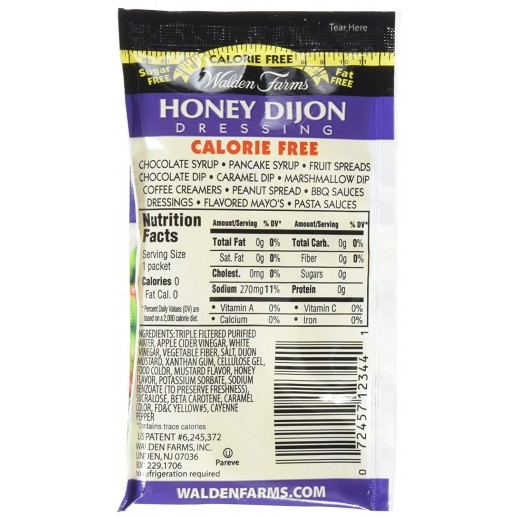 Tear Here
CALORIE FREE
Sugar FREE
Fat FREE
Walden Farms
HONEY DIJON
DRESSING
CALORIE FREE
CHOCOLATE SYRUP • PANCAKE SYRUP • FRUIT SPREADS
CHOCOLATE DIP • CARAMEL DIP • MARSHMALLOW DIP
COFFEE CREAMERS • PEANUT SPREAD • BBQ SAUCES
DRESSINGS • FLAVORED MAYO'S • PASTA SAUCES
Nutrition Facts
Serving Size
1 packet
Calories 0
Fat Cal. 0
* Percent Daily Values (DV) are
based on a 2,000 calorie diet.
Amount/Serving % DV* Amount/Serving % DV*
Total Fat 0g 0% Total Carb. 0g 0%
Sat. Fat 0g 0% Fiber 0g 0%
Cholest. 0mg 0% Sugars 0g
Sodium 270mg 11% Protein 0g
• Vitamin A 0% • Vitamin C 0%
• Calcium 0% • Iron 0%
INGREDIENTS:TRIPLE FILTERED PURIFIED
WATER, APPLE CIDER VINEGAR, WHITE
VINEGAR, VEGETABLE FIBER, SALT, DIJON
MUSTARD, XANTHAN GUM, CELLULOSE GEL,
FOOD COLOR, MUSTARD FLAVOR, HONEY
FLAVOR, POTASSIUM SORBATE, SODIUM
BENZOATE (TO PRESERVE FRESHNESS),
SUCRALOSE, BETA CAROTENE, CARAMEL
COLOR, FD&C YELLOW#5, CAYENNE
PEPPER
*Contains trace calories
US PATENT #6,245,372
WALDEN FARMS, INC.
LINDEN, NJ 07036
800.229.1706
no refrigeration required
U
Pareve
0 72457 12344 1
WALDENFARMS.COM